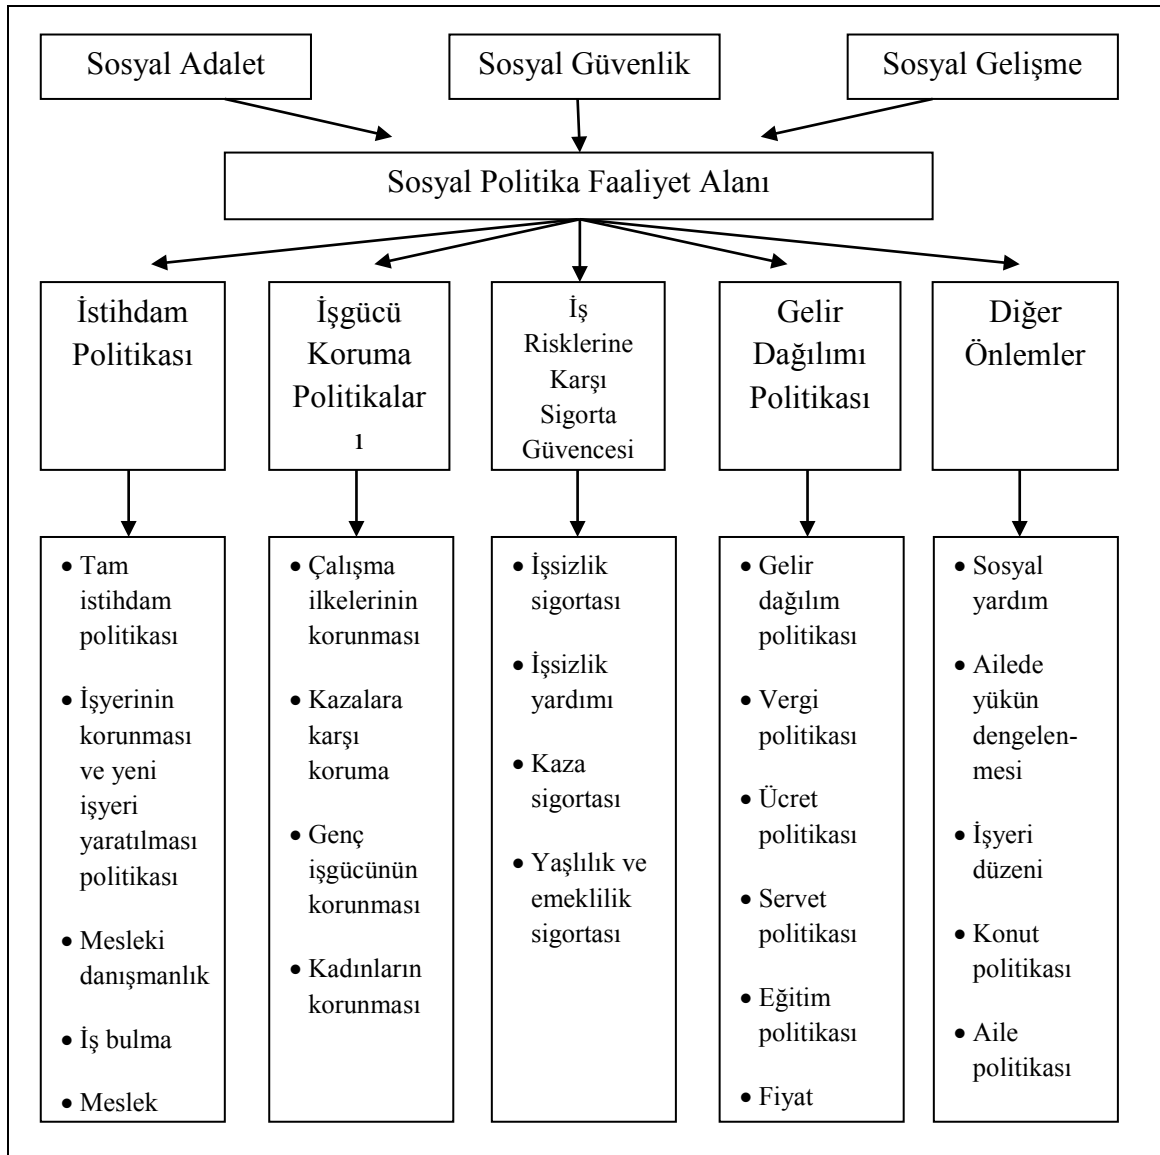 Sosyal Adalet
Sosyal Güvenlik
Sosyal Gelişme
Sosyal Politika Faaliyet Alanı
İstihdam
Politikası
İşgücü
Koruma
Politikalar
ı
İş
Risklerine
Karşı
Sigorta
Güvencesi
Gelir
Dağılımı
Politikası
Diğer
Önlemler
• Tam
istihdam
politikası
• İşyerinin
korunması
ve yeni
işyeri
yaratılması
politikası
• Mesleki
danışmanlık
• İş bulma
• Meslek
• Çalışma
ilkelerinin
korunması
• Kazalara
karşı
koruma
• Genç
işgücünün
korunması
• Kadınların
korunması
• İşsizlik
sigortası
• İşsizlik
yardımı
• Kaza
sigortası
• Yaşlılık ve
emeklilik
sigortası
• Gelir
dağılım
politikası
• Vergi
politikası
• Ücret
politikası
• Servet
politikası
• Eğitim
politikası
• Fiyat
• Sosyal
yardım
• Ailede
yükün
dengelen-
mesi
• İşyeri
düzeni
• Konut
politikası
• Aile
politikası